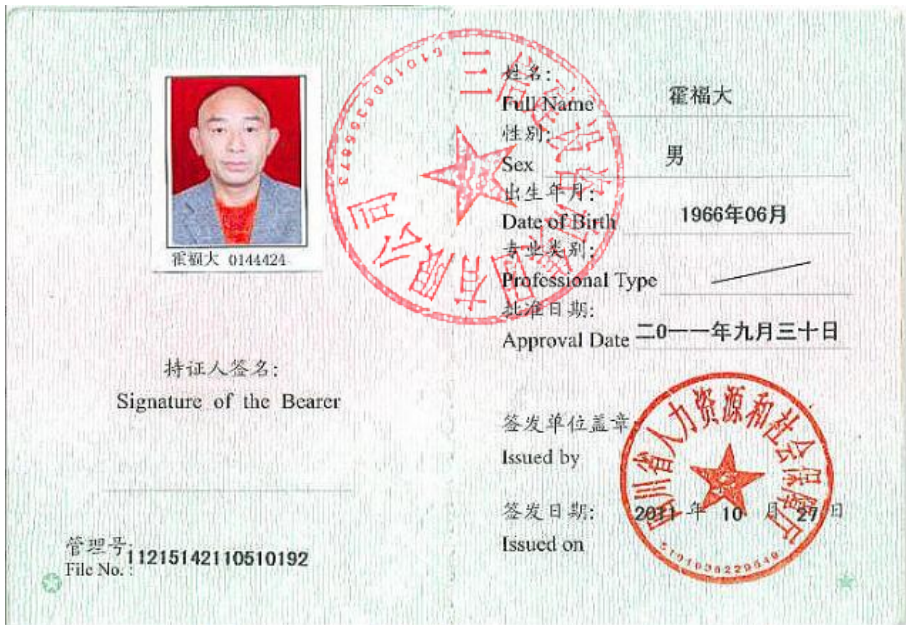 霍福大 0144424
持证人签名:
Signature of the Bearer
管理号:
File No. :
11215142110510192
姓名:
Full Name
霍福大
性别:
Sex
男
出生年月:
Date of Birth
1966年06月
专业类别:
Professional Type
批准日期:
Approval Date
二0一一年九月三十日
签发单位盖章
Issued by
签发日期:
Issued on
2011 年 10 月 27 日
四川省人力资源和社会保障厅
5101036229649